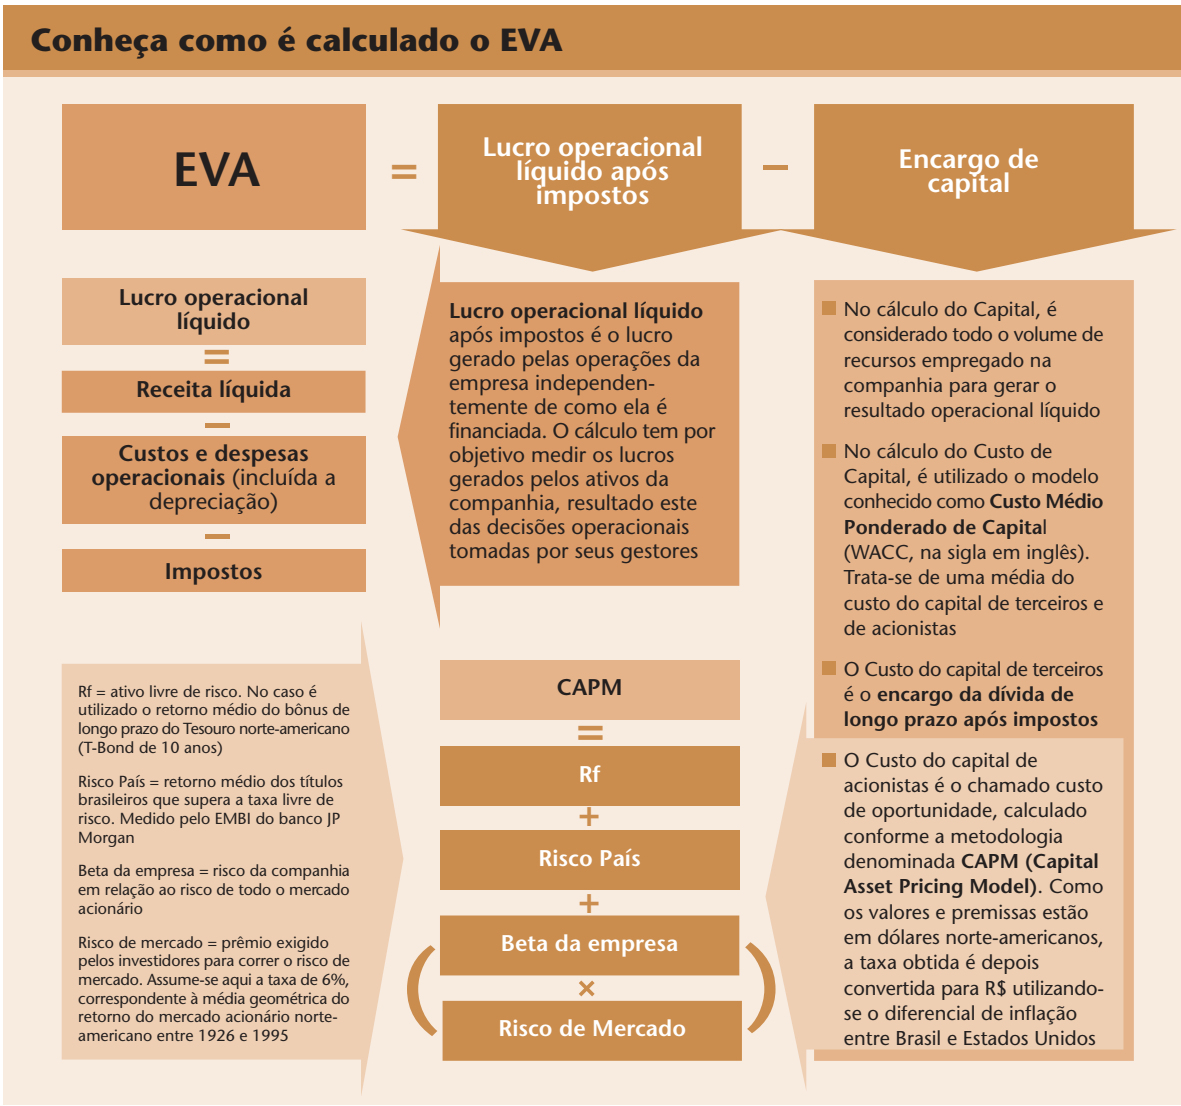 Conheça como é calculado o EVA
EVA
=
Lucro operacional
líquido após
impostos
–
Encargo de
capital
Lucro operacional
líquido
=
Receita líquida
–
Custos e despesas
operacionais (incluída a
depreciação)
–
Impostos
Lucro operacional líquido
após impostos é o lucro
gerado pelas operações da
empresa independen-
temente de como ela é
financiada. O cálculo tem por
objetivo medir os lucros
gerados pelos ativos da
companhia, resultado este
das decisões operacionais
tomadas por seus gestores
No cálculo do Capital, é
considerado todo o volume de
recursos empregado na
companhia para gerar o
resultado operacional líquido
No cálculo do Custo de
Capital, é utilizado o modelo
conhecido como Custo Médio
Ponderado de Capital
(WACC, na sigla em inglês).
Trata-se de uma média do
custo do capital de terceiros e
de acionistas
O Custo do capital de terceiros
é o encargo da dívida de
longo prazo após impostos
O Custo do capital de
acionistas é o chamado custo
de oportunidade, calculado
conforme a metodologia
denominada CAPM (Capital
Asset Pricing Model). Como
os valores e premissas estão
em dólares norte-americanos,
a taxa obtida é depois
convertida para R$ utilizando-
se o diferencial de inflação
entre Brasil e Estados Unidos
CAPM
=
Rf
+
Risco País
+
(
Beta da empresa
×
Risco de Mercado
)
Rf = ativo livre de risco. No caso é
utilizado o retorno médio do bônus de
longo prazo do Tesouro norte-americano
(T-Bond de 10 anos)
Risco País = retorno médio dos títulos
brasileiros que supera a taxa livre de
risco. Medido pelo EMBI do banco JP
Morgan
Beta da empresa = risco da companhia
em relação ao risco de todo o mercado
acionário
Risco de mercado = prêmio exigido
pelos investidores para correr o risco de
mercado. Assume-se aqui a taxa de 6%,
correspondente à média geométrica do
retorno do mercado acionário norte-
americano entre 1926 e 1995